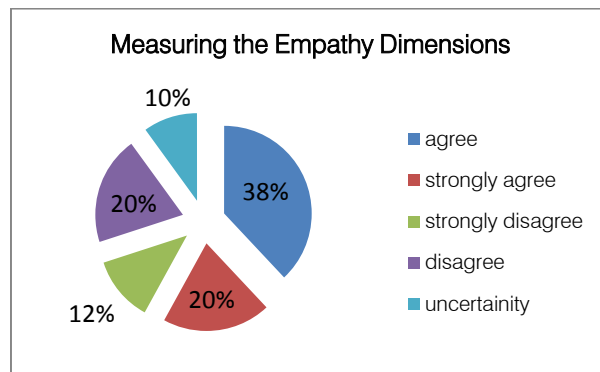 Measuring the Empathy Dimensions
10%
38%
20%
20%
12%
agree
strongly agree
strongly disagree
disagree
uncertainity